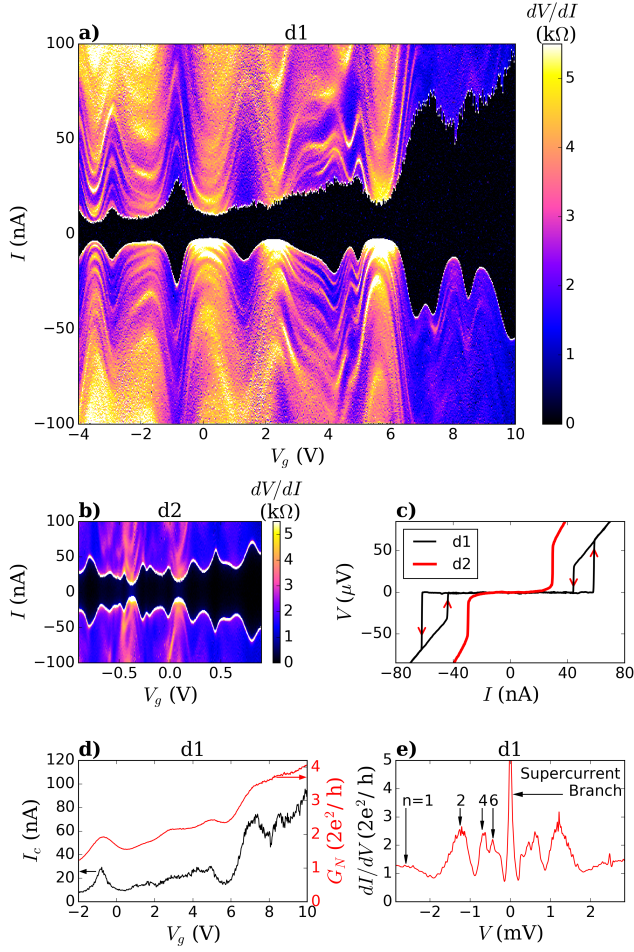 a) d1 dV/dI (kΩ)
100
50
0
−50
−100
I (nA)
−4 −2 0 2 4 6 8 10
V_g (V)
5
4
3
2
1
0
b) d2 dV/dI (kΩ)
100
50
0
−50
−100
I (nA)
−0.5 0.0 0.5
V_g (V)
5
4
3
2
1
0
c)
d1
d2
50
0
−50
V (μV)
−80 −40 0 40 80
I (nA)
d) d1
120
100
80
60
40
20
0
I_c (nA)
4
3
2
1
0
G_N (2e²/ h)
−2 0 2 4 6 8 10
V_g (V)
e) d1
5
4
3
2
1
0
dI/dV (2e²/ h)
Supercurrent
Branch
n=1 2 4 6
−2 −1 0 1 2
V (mV)